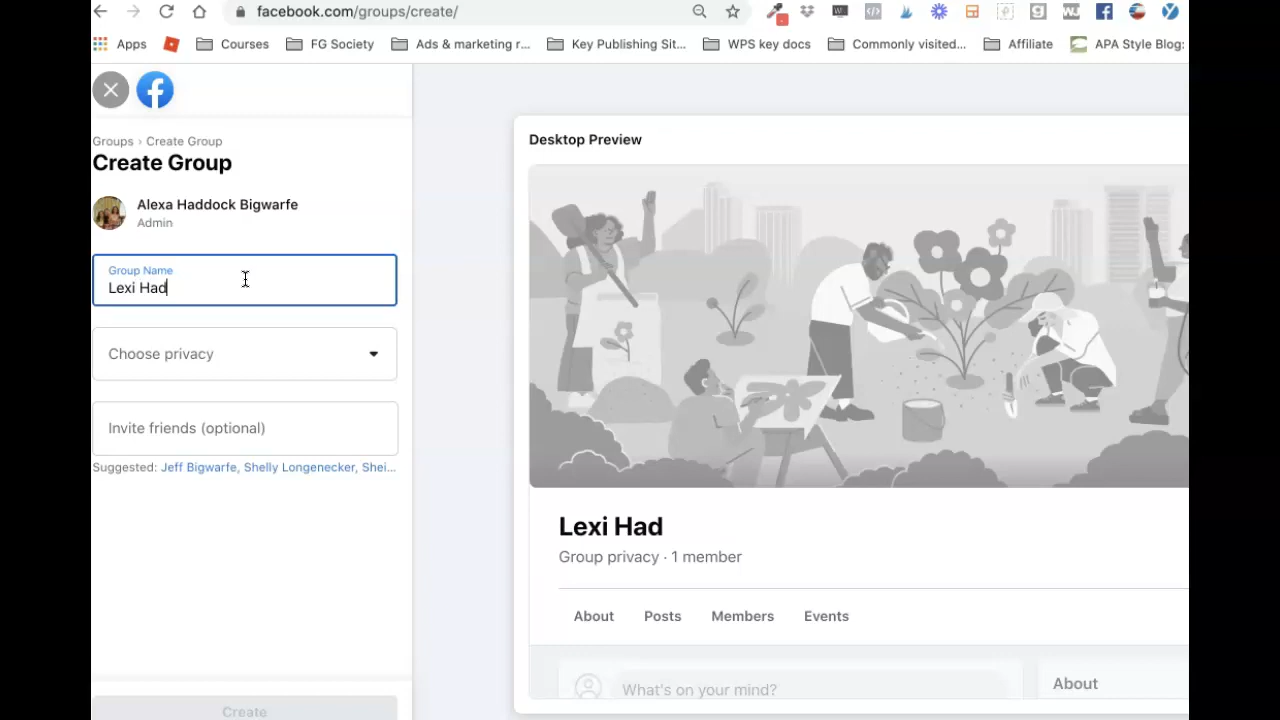 facebook.com/groups/create/
Apps Courses FG Society Ads & marketing r... Key Publishing Sit... WPS key docs Commonly visited... Affiliate APA Style Blog:
Groups › Create Group
Create Group
Alexa Haddock Bigwarfe
Admin
Group Name
Lexi Had
Choose privacy
Invite friends (optional)
Suggested: Jeff Bigwarfe, Shelly Longenecker, Shei...
Create
Desktop Preview
Lexi Had
Group privacy · 1 member
About Posts Members Events
What's on your mind?
About